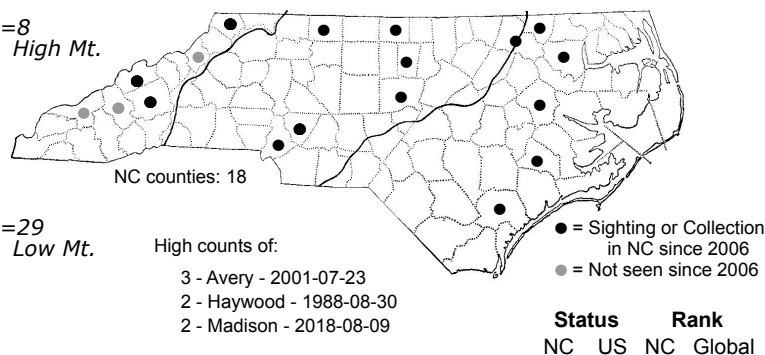 =8
High Mt.
NC counties: 18
=29
Low Mt.
High counts of:
3 - Avery - 2001-07-23
2 - Haywood - 1988-08-30
2 - Madison - 2018-08-09
● = Sighting or Collection
in NC since 2006
● = Not seen since 2006
Status Rank
NC US NC Global